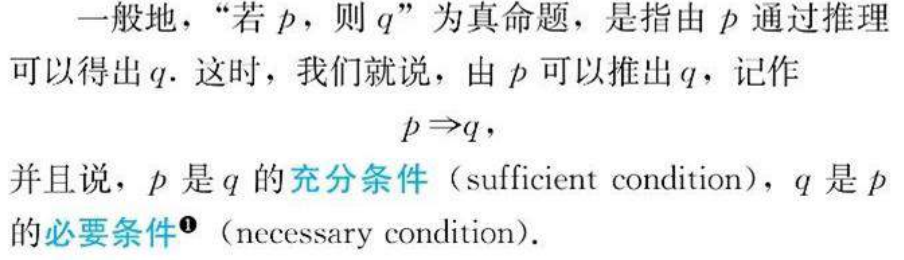 一般地，“若 p，则 q”为真命题，是指由 p 通过推理
可以得出 q. 这时，我们就说，由 p 可以推出 q，记作
p⇒q，
并且说，p 是 q 的充分条件（sufficient condition），q 是 p
的必要条件❶（necessary condition）.